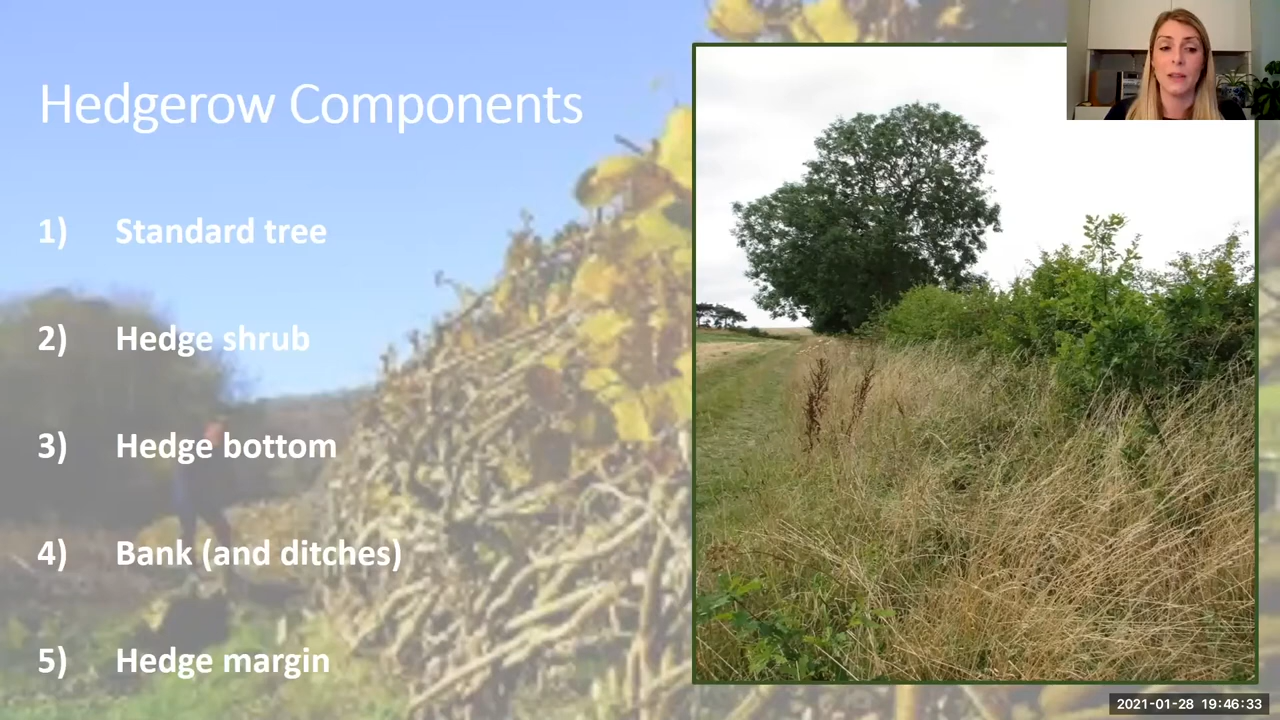 Hedgerow Components
1) Standard tree
2) Hedge shrub
3) Hedge bottom
4) Bank (and ditches)
5) Hedge margin
2021-01-28 19:46:33